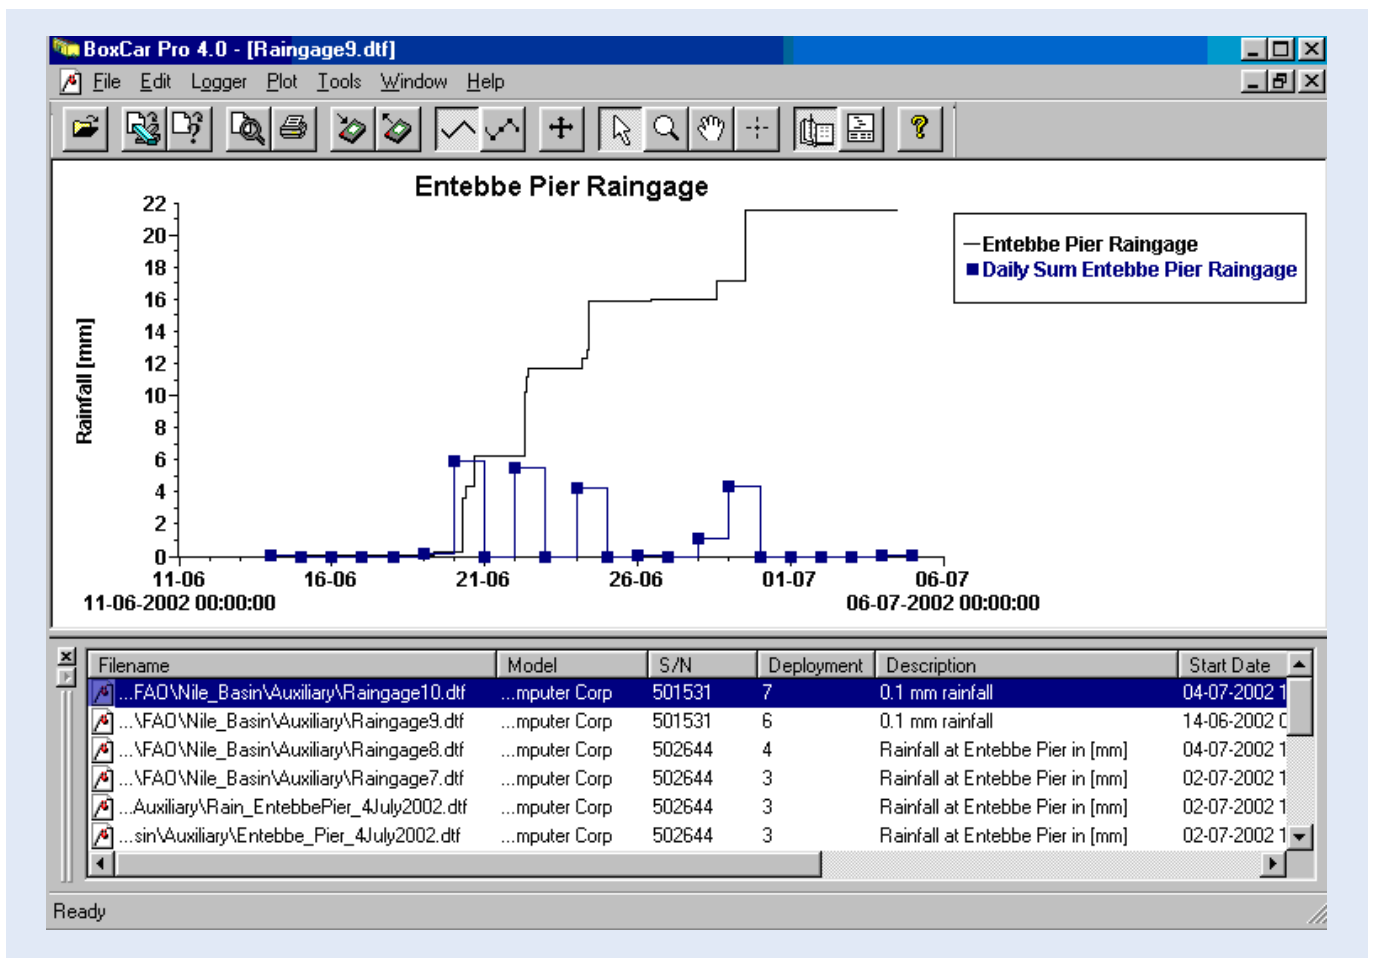 BoxCar Pro 4.0 - [Raingage9.dtf]
File Edit Logger Plot Tools Window Help
Entebbe Pier Raingage
22
20
18
16
14
12
10
8
6
4
2
0
Rainfall [mm]
Entebbe Pier Raingage
Daily Sum Entebbe Pier Raingage
11-06 16-06 21-06 26-06 01-07 06-07
11-06-2002 00:00:00 06-07-2002 00:00:00
Filename Model S/N Deployment Description Start Date
...FAO\Nile_Basin\Auxiliary\Raingage10.dtf ...mputer Corp 501531 7 0.1 mm rainfall 04-07-2002 1
...\FAO\Nile_Basin\Auxiliary\Raingage9.dtf ...mputer Corp 501531 6 0.1 mm rainfall 14-06-2002 0
...\FAO\Nile_Basin\Auxiliary\Raingage8.dtf ...mputer Corp 502644 4 Rainfall at Entebbe Pier in [mm] 04-07-2002 1
...\FAO\Nile_Basin\Auxiliary\Raingage7.dtf ...mputer Corp 502644 3 Rainfall at Entebbe Pier in [mm] 02-07-2002 1
...Auxiliary\Rain_EntebbePier_4July2002.dtf ...mputer Corp 502644 3 Rainfall at Entebbe Pier in [mm] 02-07-2002 1
...sin\Auxiliary\Entebbe_Pier_4July2002.dtf ...mputer Corp 502644 3 Rainfall at Entebbe Pier in [mm] 02-07-2002 1
Ready